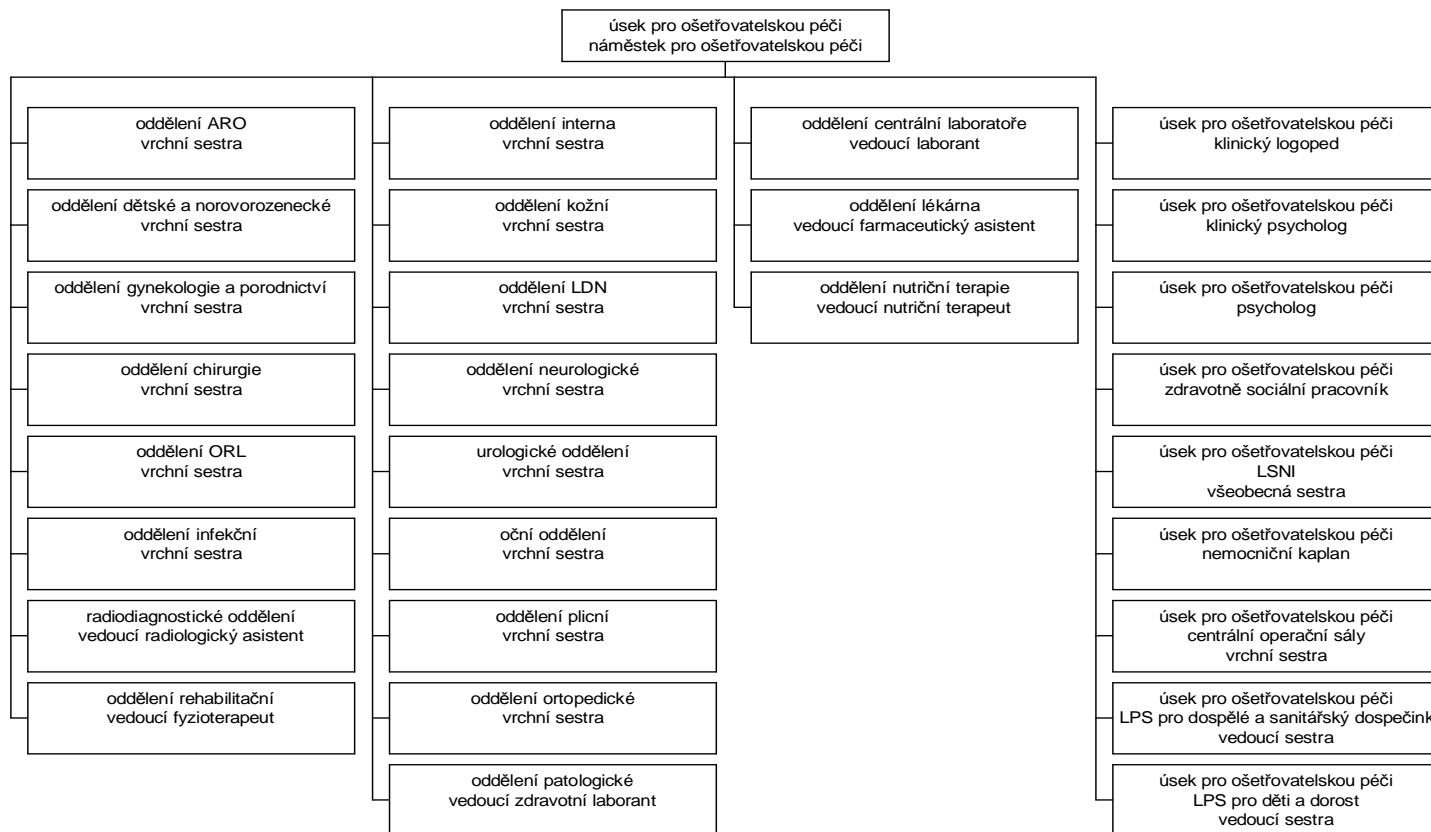 úsek pro ošetřovatelskou péči
náměstek pro ošetřovatelskou péči
oddělení ARO
vrchní sestra
oddělení dětské a norovorozenecké
vrchní sestra
oddělení gynekologie a porodnictví
vrchní sestra
oddělení chirurgie
vrchní sestra
oddělení ORL
vrchní sestra
oddělení infekční
vrchní sestra
radiodiagnostické oddělení
vedoucí radiologický asistent
oddělení rehabilitační
vedoucí fyzioterapeut
oddělení interna
vrchní sestra
oddělení kožní
vrchní sestra
oddělení LDN
vrchní sestra
oddělení neurologické
vrchní sestra
urologické oddělení
vrchní sestra
oční oddělení
vrchní sestra
oddělení plicní
vrchní sestra
oddělení ortopedické
vrchní sestra
oddělení patologické
vedoucí zdravotní laborant
oddělení centrální laboratoře
vedoucí laborant
oddělení lékárna
vedoucí farmaceutický asistent
oddělení nutriční terapie
vedoucí nutriční terapeut
úsek pro ošetřovatelskou péči
klinický logoped
úsek pro ošetřovatelskou péči
klinický psycholog
úsek pro ošetřovatelskou péči
psycholog
úsek pro ošetřovatelskou péči
zdravotně sociální pracovník
úsek pro ošetřovatelskou péči
LSNI
všeobecná sestra
úsek pro ošetřovatelskou péči
nemocniční kaplan
úsek pro ošetřovatelskou péči
centrální operační sály
vrchní sestra
úsek pro ošetřovatelskou péči
LPS pro dospělé a sanitářský dospečink
vedoucí sestra
úsek pro ošetřovatelskou péči
LPS pro děti a dorost
vedoucí sestra